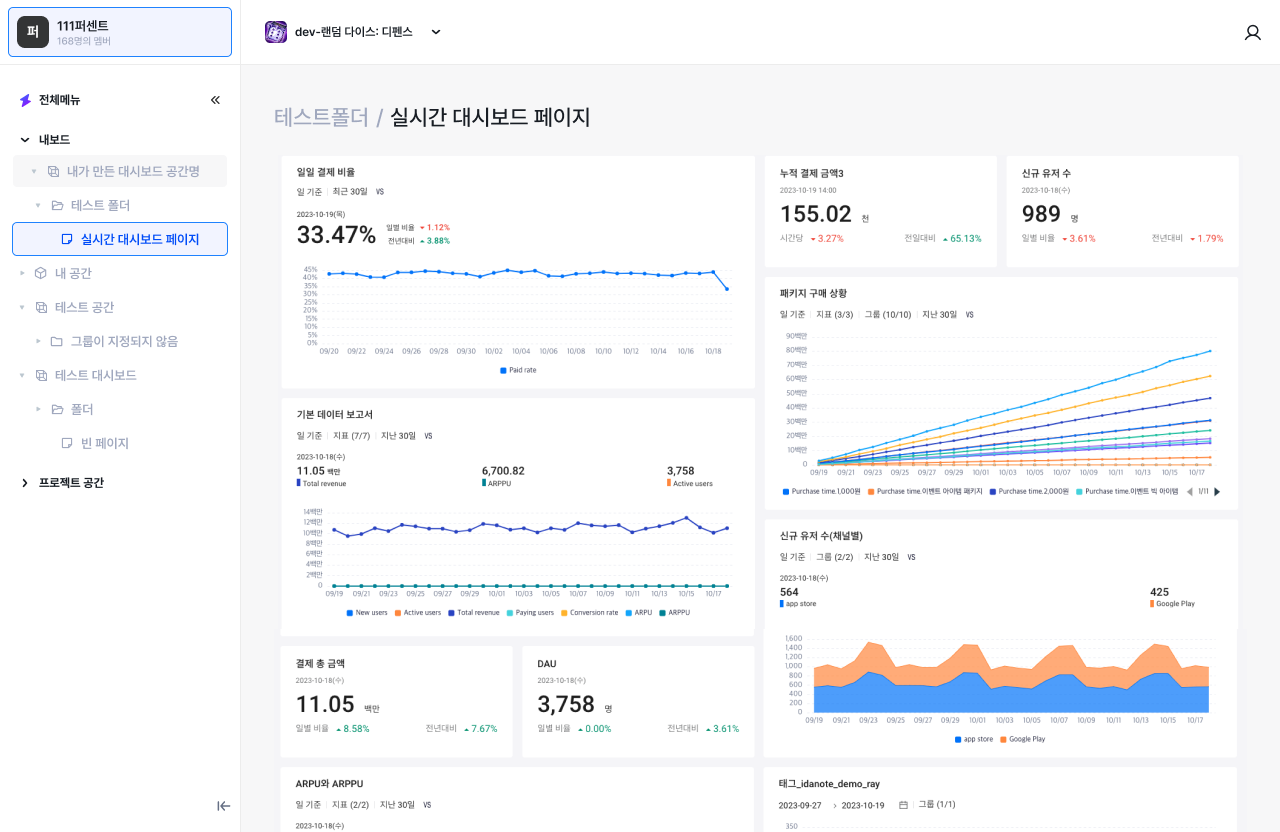 퍼
111퍼센트
168명의 멤버
dev-랜덤 다이스: 디펜스
전체메뉴
내보드
내가 만든 대시보드 공간명
테스트 폴더
실시간 대시보드 페이지
내 공간
테스트 공간
그룹이 지정되지 않음
테스트 대시보드
폴더
빈 페이지
프로젝트 공간
테스트폴더 / 실시간 대시보드 페이지
일일 결제 비율
일 기준 최근 30일 VS
2023-10-19(목)
33.47%
일별 비율 1.12%
전년대비 3.88%
45%
40%
35%
30%
25%
20%
15%
10%
5%
0%
09/20 09/22 09/24 09/26 09/28 09/30 10/02 10/04 10/06 10/08 10/10 10/12 10/14 10/16 10/18
Paid rate
누적 결제 금액3
2023-10-19 14:00
155.02 천
시간당 3.27% 전일대비 65.13%
신규 유저 수
2023-10-18(수)
989 명
일별 비율 3.61% 전년대비 1.79%
패키지 구매 상황
일 기준 지표 (3/3) 그룹 (10/10) 지난 30일 VS
90백만
80백만
70백만
60백만
50백만
40백만
30백만
20백만
10백만
0
09/19 09/21 09/23 09/25 09/27 09/29 10/01 10/03 10/05 10/07 10/09 10/11 10/13 10/15 10/17
Purchase time.1,000원 Purchase time.이벤트 아이템 패키지 Purchase time.2,000원 Purchase time.이벤트 빅 아이템 1/11
기본 데이터 보고서
일 기준 지표 (7/7) 지난 30일 VS
2023-10-18(수)
11.05 백만 6,700.82 3,758
Total revenue ARPPU Active users
14백만
12백만
10백만
8백만
6백만
4백만
2백만
0
09/19 09/21 09/23 09/25 09/27 09/29 10/01 10/03 10/05 10/07 10/09 10/11 10/13 10/15 10/17
New users Active users Total revenue Paying users Conversion rate ARPU ARPPU
신규 유저 수(채널별)
일 기준 그룹 (2/2) 지난 30일 VS
2023-10-18(수)
564 425
app store Google Play
1,600
1,400
1,200
1,000
800
600
400
200
0
09/19 09/21 09/23 09/25 09/27 09/29 10/01 10/03 10/05 10/07 10/09 10/11 10/13 10/15 10/17
app store Google Play
결제 총 금액
2023-10-18(수)
11.05 백만
일별 비율 8.58% 전년대비 7.67%
DAU
2023-10-18(수)
3,758 명
일별 비율 0.00% 전년대비 3.61%
ARPU와 ARPPU
일 기준 지표 (2/2) 지난 30일 VS
2023-10-18(수)
태그_idanote_demo_ray
2023-09-27 › 2023-10-19 그룹 (1/1)
350